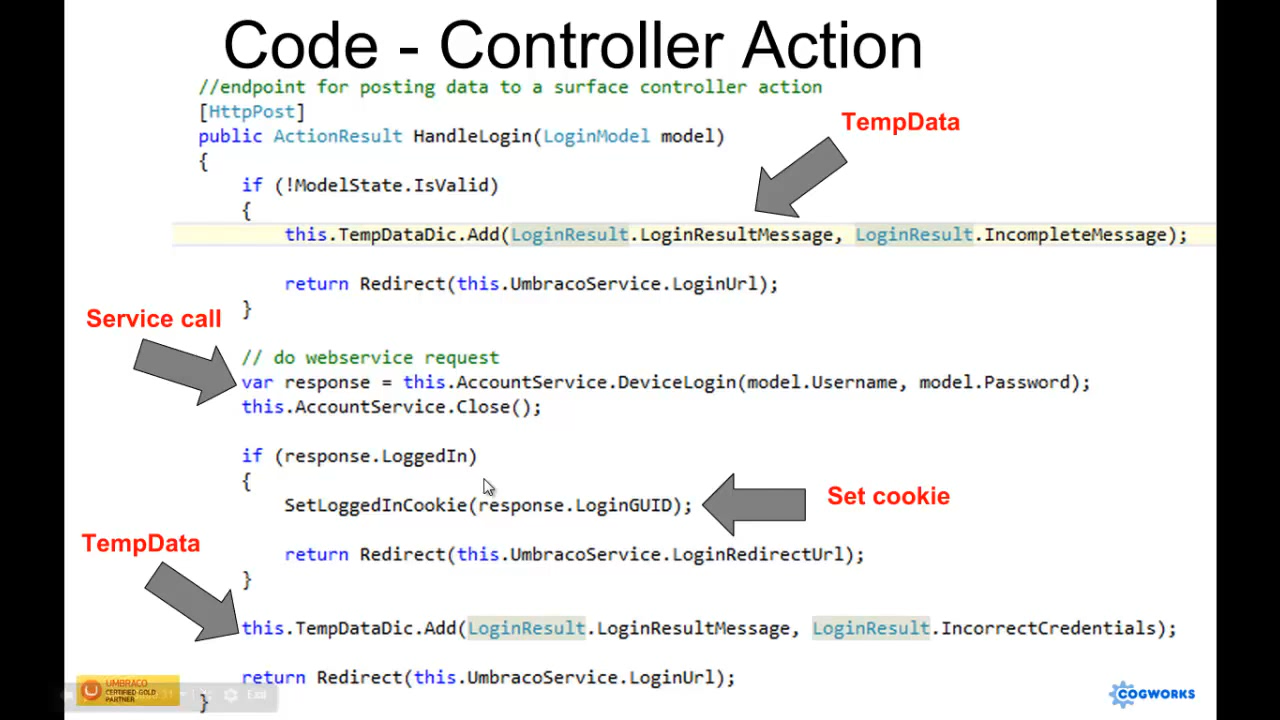 Code - Controller Action
//endpoint for posting data to a surface controller action
[HttpPost]
public ActionResult HandleLogin(LoginModel model)
TempData
{
if (!ModelState.IsValid)
{
this.TempDataDic.Add(LoginResult.LoginResultMessage, LoginResult.IncompleteMessage);
return Redirect(this.UmbracoService.LoginUrl);
}
Service call
// do webservice request
var response = this.AccountService.DeviceLogin(model.Username, model.Password);
this.AccountService.Close();
if (response.LoggedIn)
{
SetLoggedInCookie(response.LoginGUID);
Set cookie
TempData
return Redirect(this.UmbracoService.LoginRedirectUrl);
}
this.TempDataDic.Add(LoginResult.LoginResultMessage, LoginResult.IncorrectCredentials);
return Redirect(this.UmbracoService.LoginUrl);
}
UMBRACO
CERTIFIED GOLD
PARTNER
Exit
COGWORKS